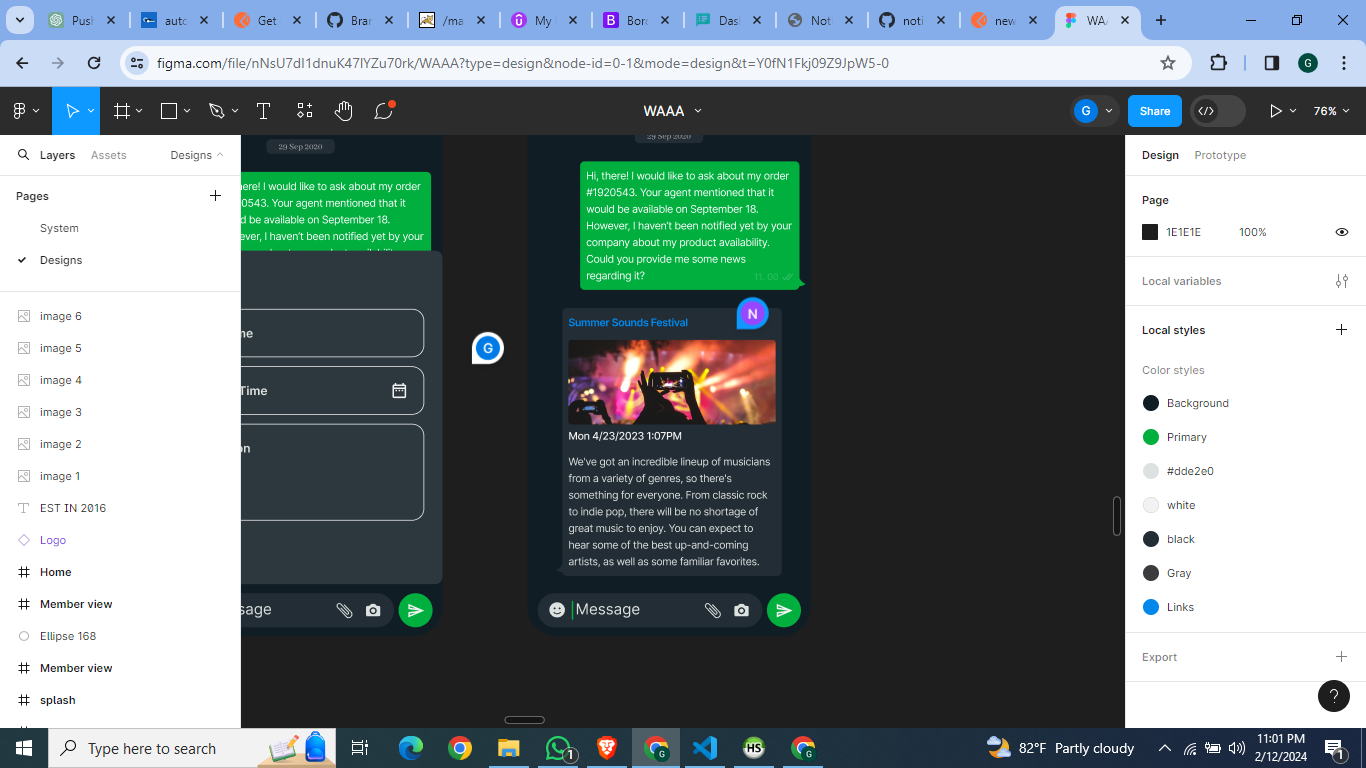 Pus
auto
Get
Bran
/ma
My
Bor
Das
Not
noti
new
WAA
figma.com/file/nNsU7dI1dnuK47lYZu70rk/WAAA?type=design&node-id=0-1&mode=design&t=Y0fN1Fkj09Z9JpW5-0
G
WAAA
G
Share
76%
Layers
Assets
Designs
Pages
System
Designs
image 6
image 5
image 4
image 3
image 2
image 1
EST IN 2016
Logo
Home
Member view
Ellipse 168
Member view
splash
29 Sep 2020
ere! I would like to ask about my order
0543. Your agent mentioned that it
d be available on September 18.
ever, I haven't been notified yet by your
me
Time
on
sage
G
29 Sep 2020
Hi, there! I would like to ask about my order
#1920543. Your agent mentioned that it
would be available on September 18.
However, I haven't been notified yet by your
company about my product availability.
Could you provide me some news
regarding it?
11. 00
N
Summer Sounds Festival
Mon 4/23/2023 1:07PM
We've got an incredible lineup of musicians
from a variety of genres, so there's
something for everyone. From classic rock
to indie pop, there will be no shortage of
great music to enjoy. You can expect to
hear some of the best up-and-coming
artists, as well as some familiar favorites.
Message
Design
Prototype
Page
1E1E1E
100%
Local variables
Local styles
Color styles
Background
Primary
#dde2e0
white
black
Gray
Links
Export
?
Type here to search
1
HS
82°F Partly cloudy
11:01 PM
2/12/2024
1